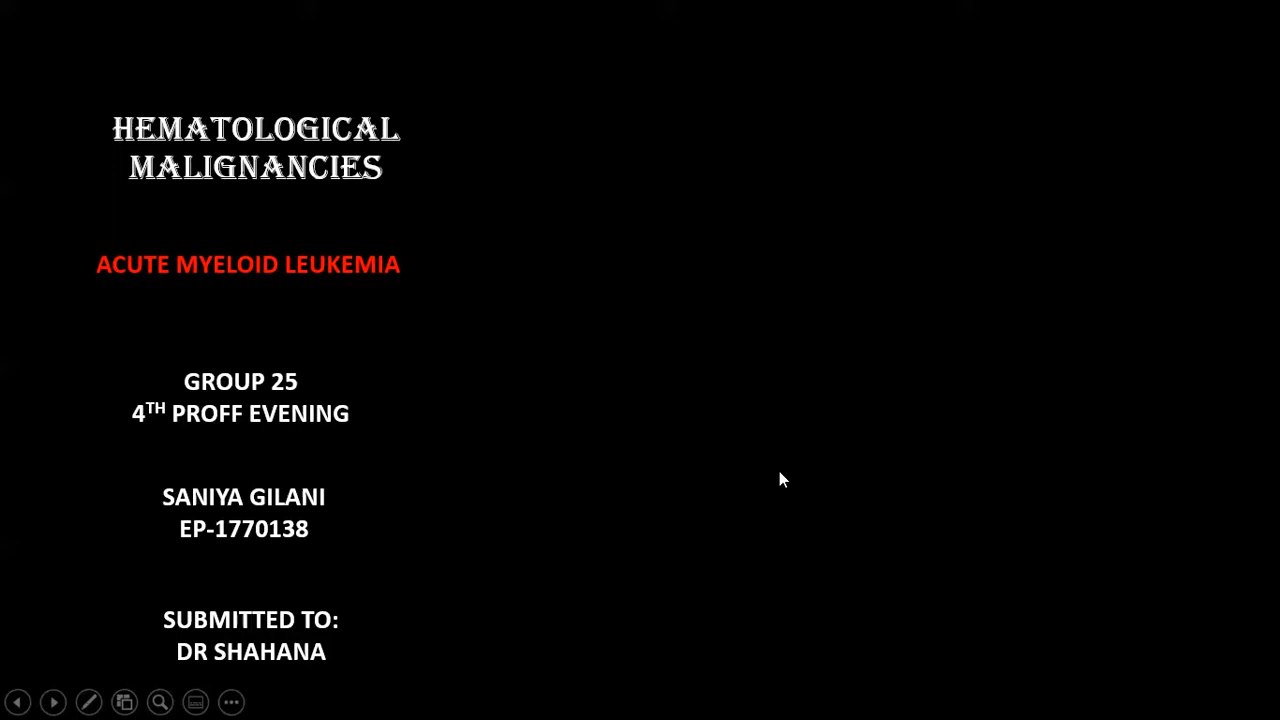 HEMATOLOGICAL
MALIGNANCIES
ACUTE MYELOID LEUKEMIA
GROUP 25
4TH PROFF EVENING
SANIYA GILANI
EP-1770138
SUBMITTED TO:
DR SHAHANA